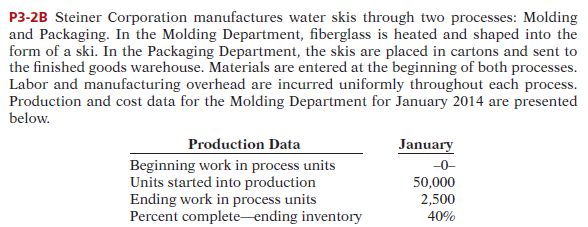 P3-2B Steiner Corporation manufactures water skis through two processes: Molding
and Packaging. In the Molding Department, fiberglass is heated and shaped into the
form of a ski. In the Packaging Department, the skis are placed in cartons and sent to
the finished goods warehouse. Materials are entered at the beginning of both processes.
Labor and manufacturing overhead are incurred uniformly throughout each process.
Production and cost data for the Molding Department for January 2014 are presented
below.
Production Data January
Beginning work in process units –0–
Units started into production 50,000
Ending work in process units 2,500
Percent complete—ending inventory 40%